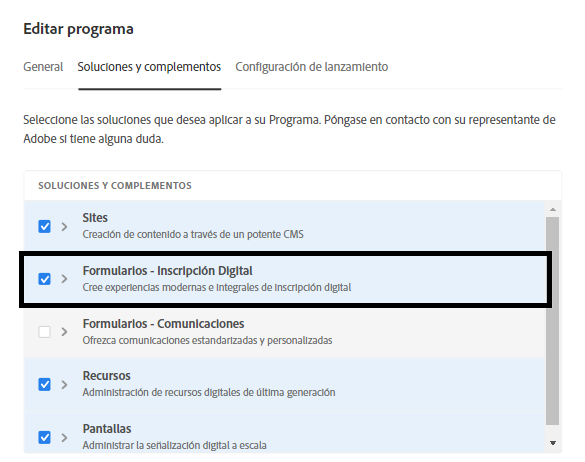 Editar programa
General Soluciones y complementos Configuración de lanzamiento
Seleccione las soluciones que desea aplicar a su Programa. Póngase en contacto con su representante de
Adobe si tiene alguna duda.
SOLUCIONES Y COMPLEMENTOS
Sites
Creación de contenido a través de un potente CMS
Formularios - Inscripción Digital
Cree experiencias modernas e integrales de inscripción digital
Formularios - Comunicaciones
Ofrezca comunicaciones estandarizadas y personalizadas
Recursos
Administración de recursos digitales de última generación
Pantallas
Administrar la señalización digital a escala